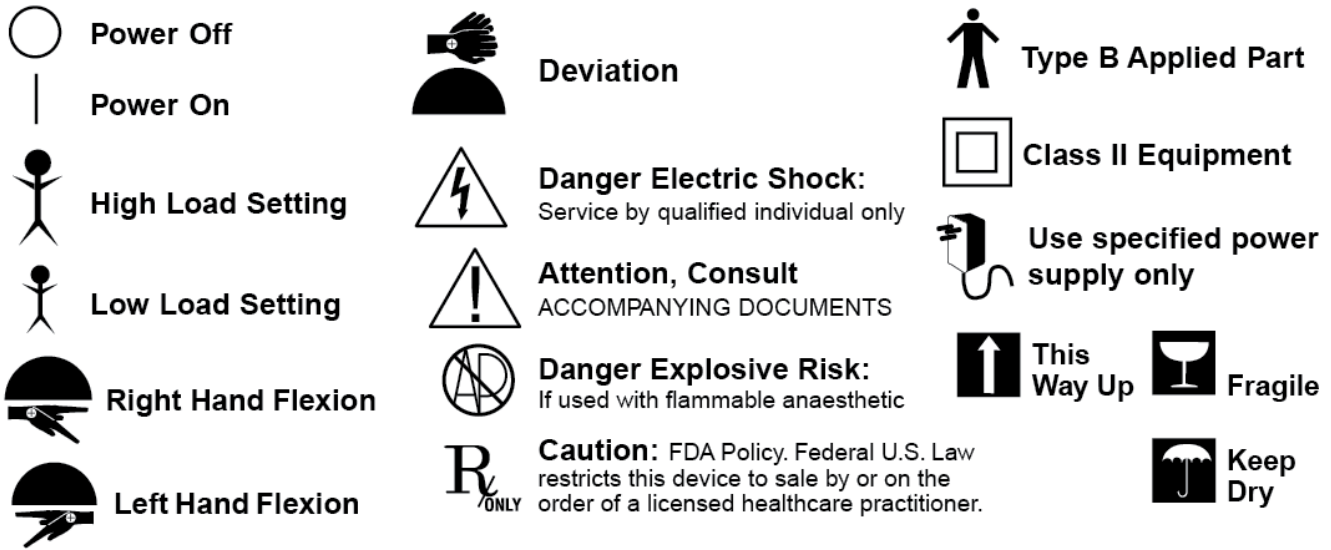 Power Off
Power On
High Load Setting
Low Load Setting
Right Hand Flexion
Left Hand Flexion
Deviation
Danger Electric Shock:
Service by qualified individual only
Attention, Consult
ACCOMPANYING DOCUMENTS
AP
Danger Explosive Risk:
If used with flammable anaesthetic
Rx
ONLY
Caution: FDA Policy. Federal U.S. Law
restricts this device to sale by or on the
order of a licensed healthcare practitioner.
Type B Applied Part
Class II Equipment
Use specified power
supply only
This
Way Up
Fragile
Keep
Dry